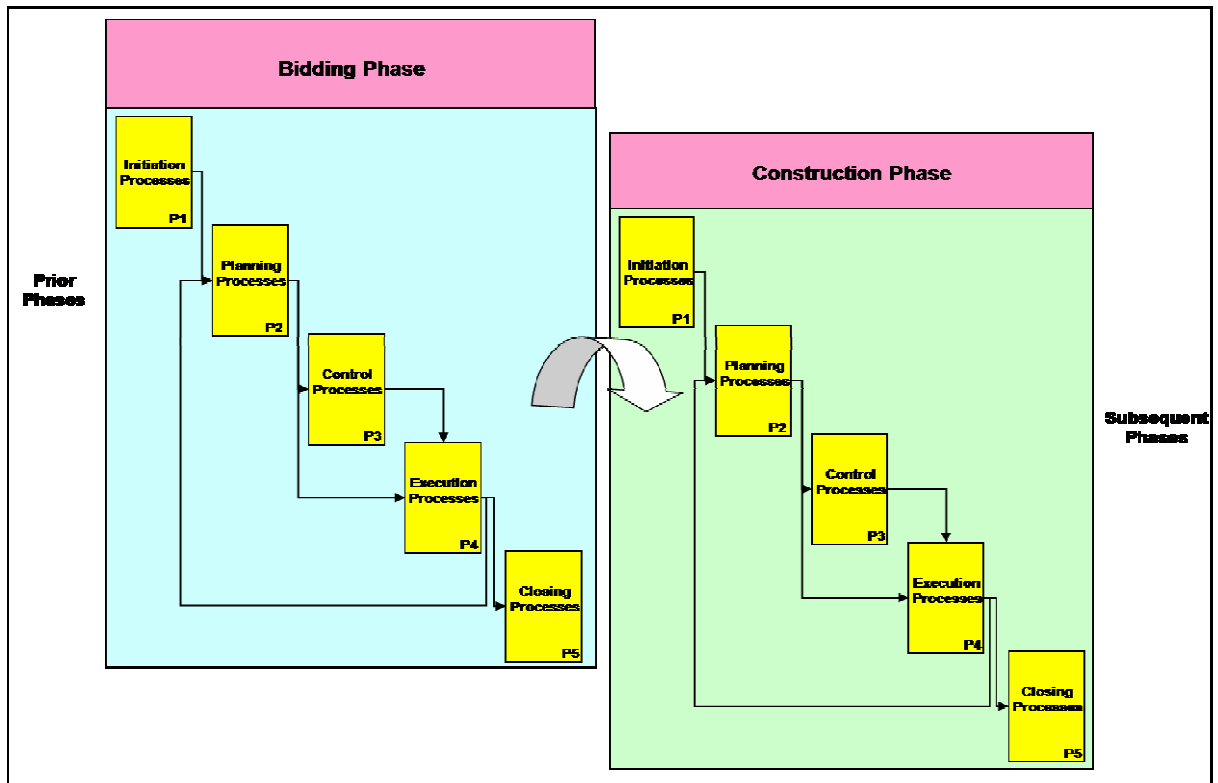 Prior
Phases
Bidding Phase
Initiation
Processes
P1
Planning
Processes
P2
Control
Processes
P3
Execution
Processes
P4
Closing
Processes
P5
Construction Phase
Initiation
Processes
P1
Planning
Processes
P2
Control
Processes
P3
Execution
Processes
P4
Closing
Processes
P5
Subsequent
Phases